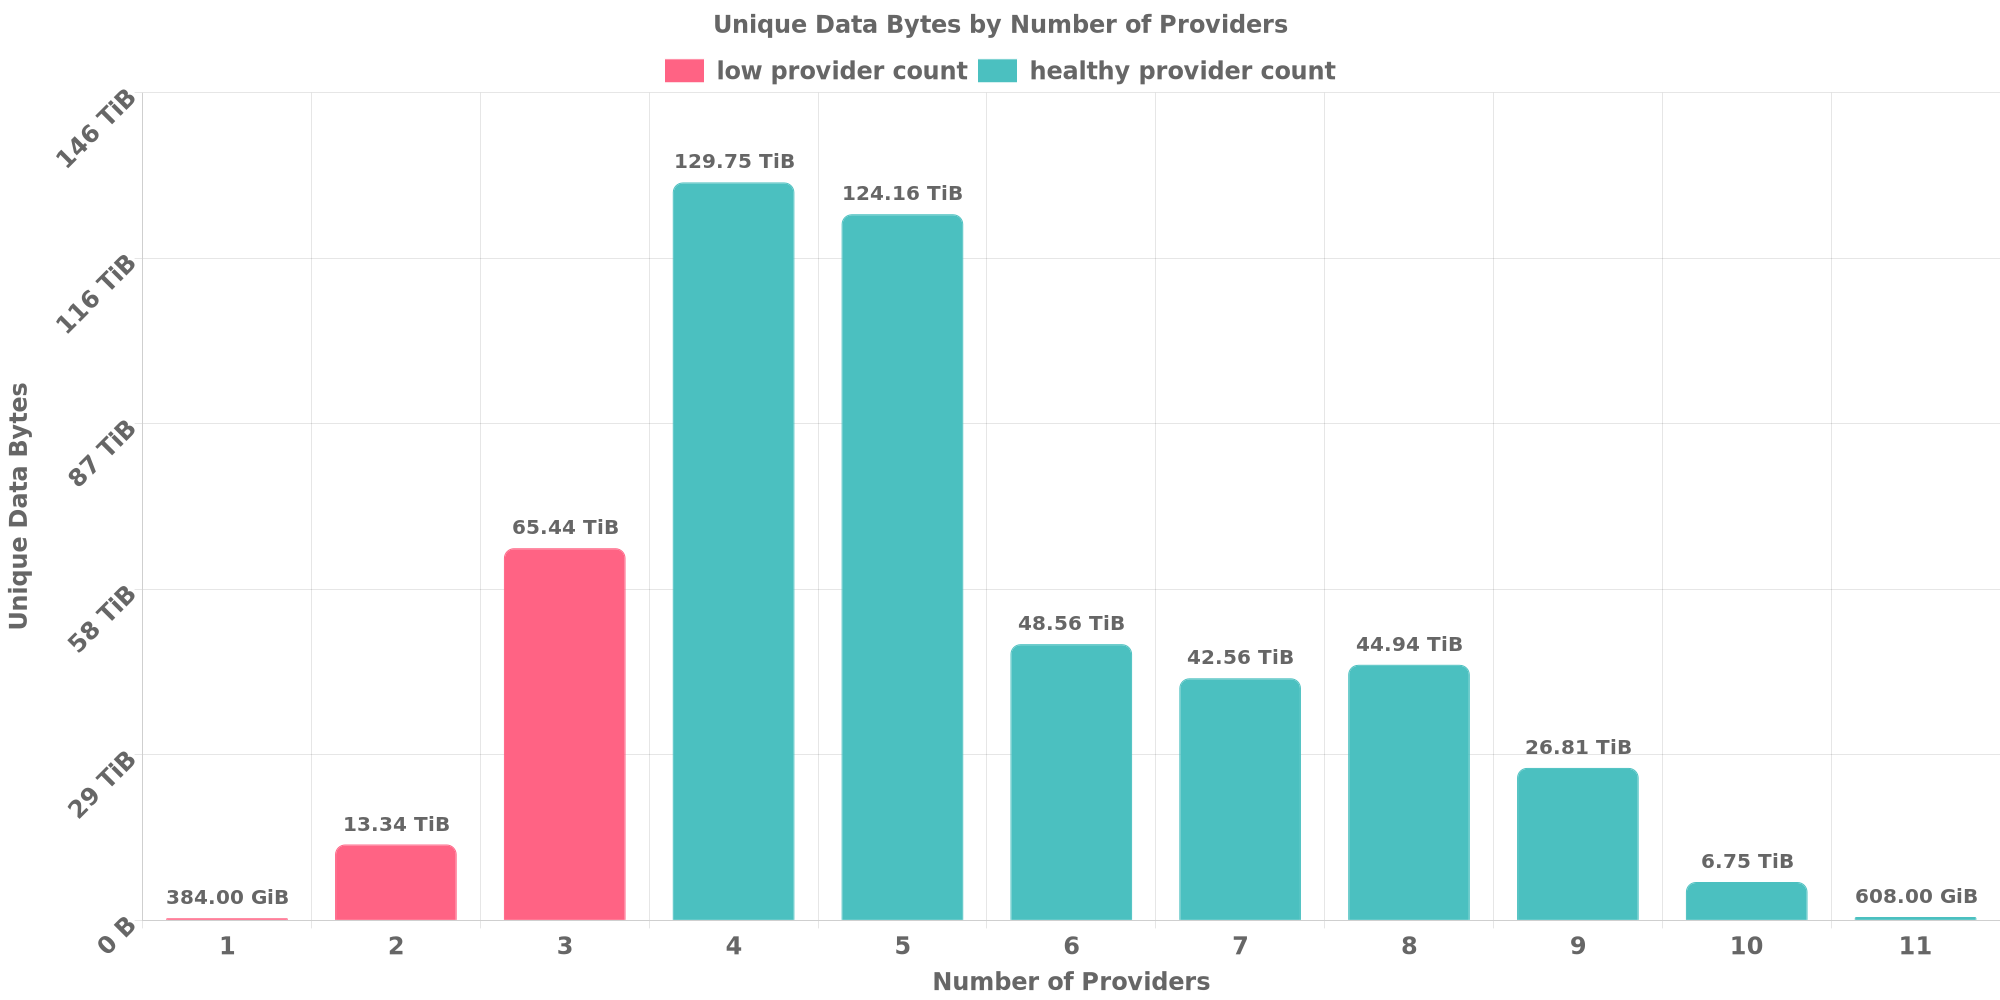 Unique Data Bytes by Number of Providers
low provider count healthy provider count
146 TiB
116 TiB
87 TiB
58 TiB
29 TiB
0 B
Unique Data Bytes
384.00 GiB
13.34 TiB
65.44 TiB
129.75 TiB
124.16 TiB
48.56 TiB
42.56 TiB
44.94 TiB
26.81 TiB
6.75 TiB
608.00 GiB
1 2 3 4 5 6 7 8 9 10 11
Number of Providers